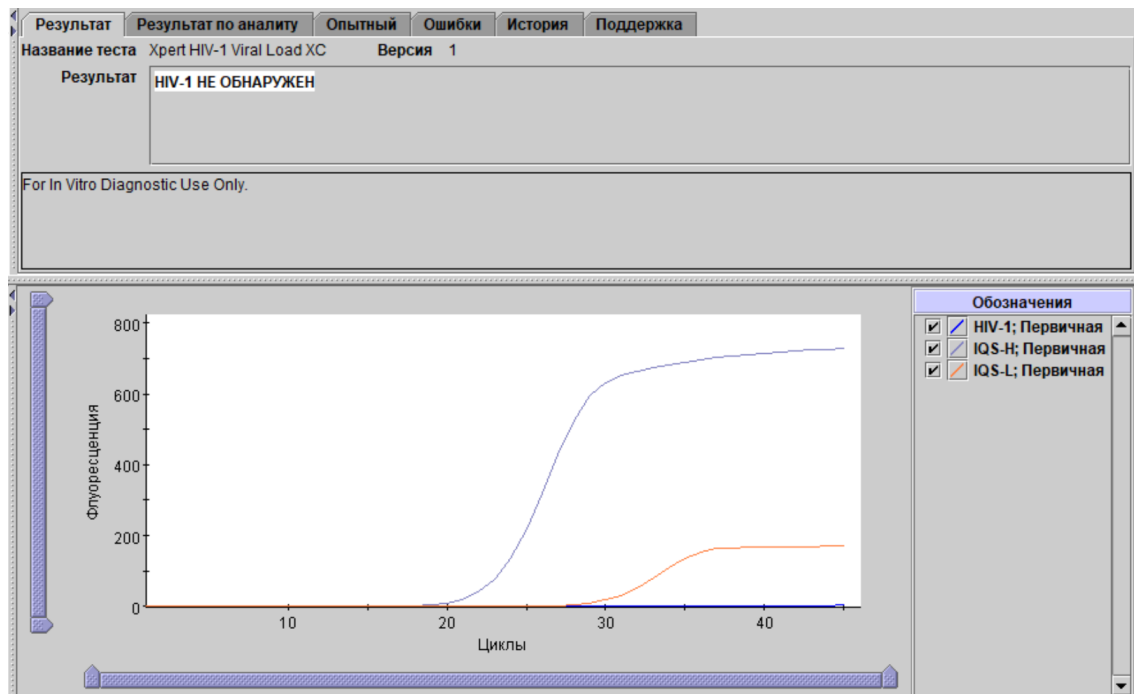 Результат Результат по аналиту Опытный Ошибки История Поддержка
Название теста Xpert HIV-1 Viral Load XC Версия 1
Результат HIV-1 НЕ ОБНАРУЖЕН
For In Vitro Diagnostic Use Only.
Обозначения
HIV-1; Первичная
IQS-H; Первичная
IQS-L; Первичная
800
600
400
200
0
Флуоресценция
10 20 30 40
Циклы